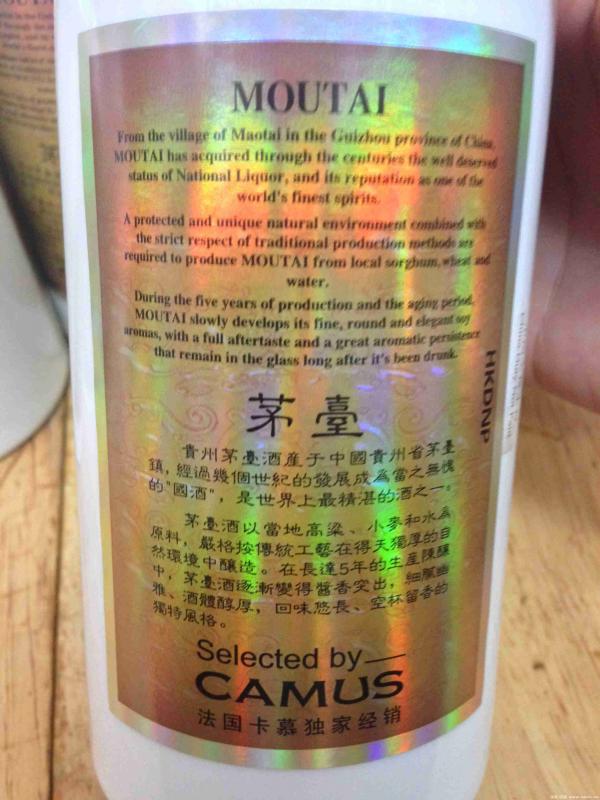 MOUTAI
From the village of Maotai in the Guizhou province of China,
MOUTAI has acquired through the centuries the well deserved
status of National Liquor, and its reputation as one of the
world's finest spirits.
A protected and unique natural environment combined with
the strict respect of traditional production methods are
required to produce MOUTAI from local sorghum, wheat and
water.
During the five years of production and the aging period,
MOUTAI slowly develops its fine, round and elegant soy
aromas, with a full aftertaste and a great aromatic persistence
that remain in the glass long after it's been drunk.
HKDNP
茅臺
貴州茅臺酒産于中國貴州省茅臺
鎮,經過幾個世紀的發展成為當之無愧
的"國酒",是世界上最精湛的酒之一。
茅臺酒以當地高粱、小麥和水為
原料,嚴格按傳統工藝在得天獨厚的自
然環境中釀造。在長達5年的生産陳釀
中,茅臺酒逐漸變得醬香突出,細膩幽
雅、酒體醇厚,回味悠長、空杯留香的
獨特風格。
Selected by
CAMUS
法国卡慕独家经销